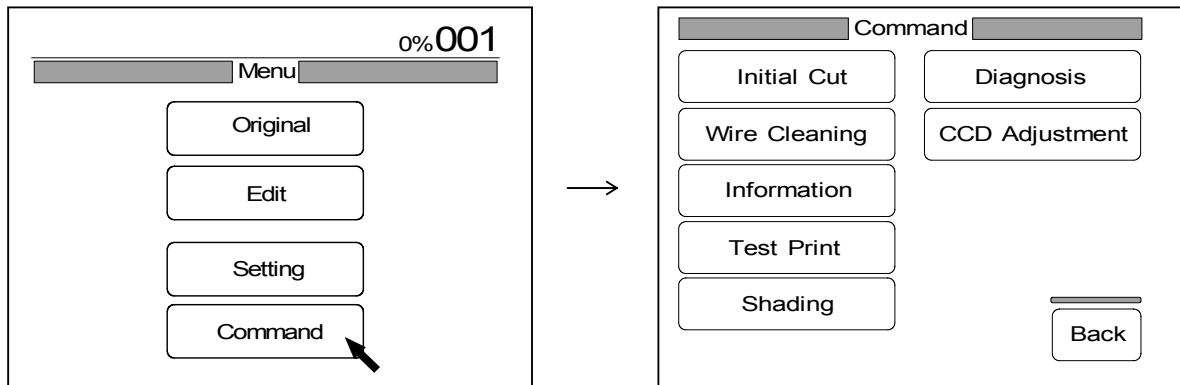 0%001
Menu
Original
Edit
Setting
Command
Command
Initial Cut
Diagnosis
Wire Cleaning
CCD Adjustment
Information
Test Print
Shading
Back